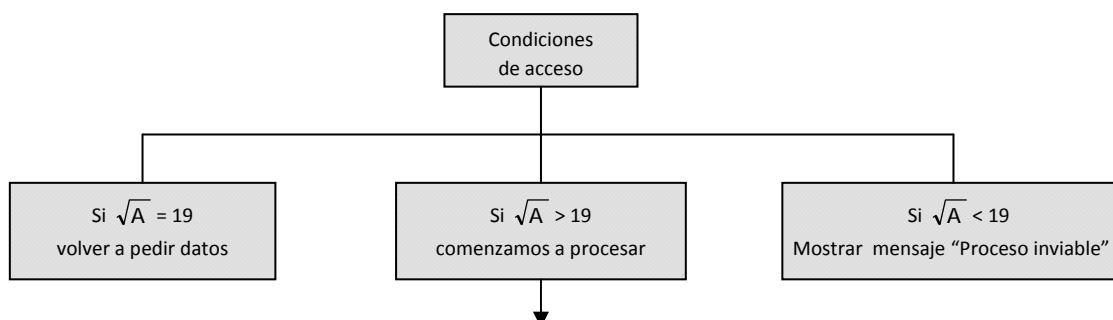 Condiciones
de acceso
Si √A = 19
volver a pedir datos
Si √A > 19
comenzamos a procesar
Si √A < 19
Mostrar mensaje “Proceso inviable”